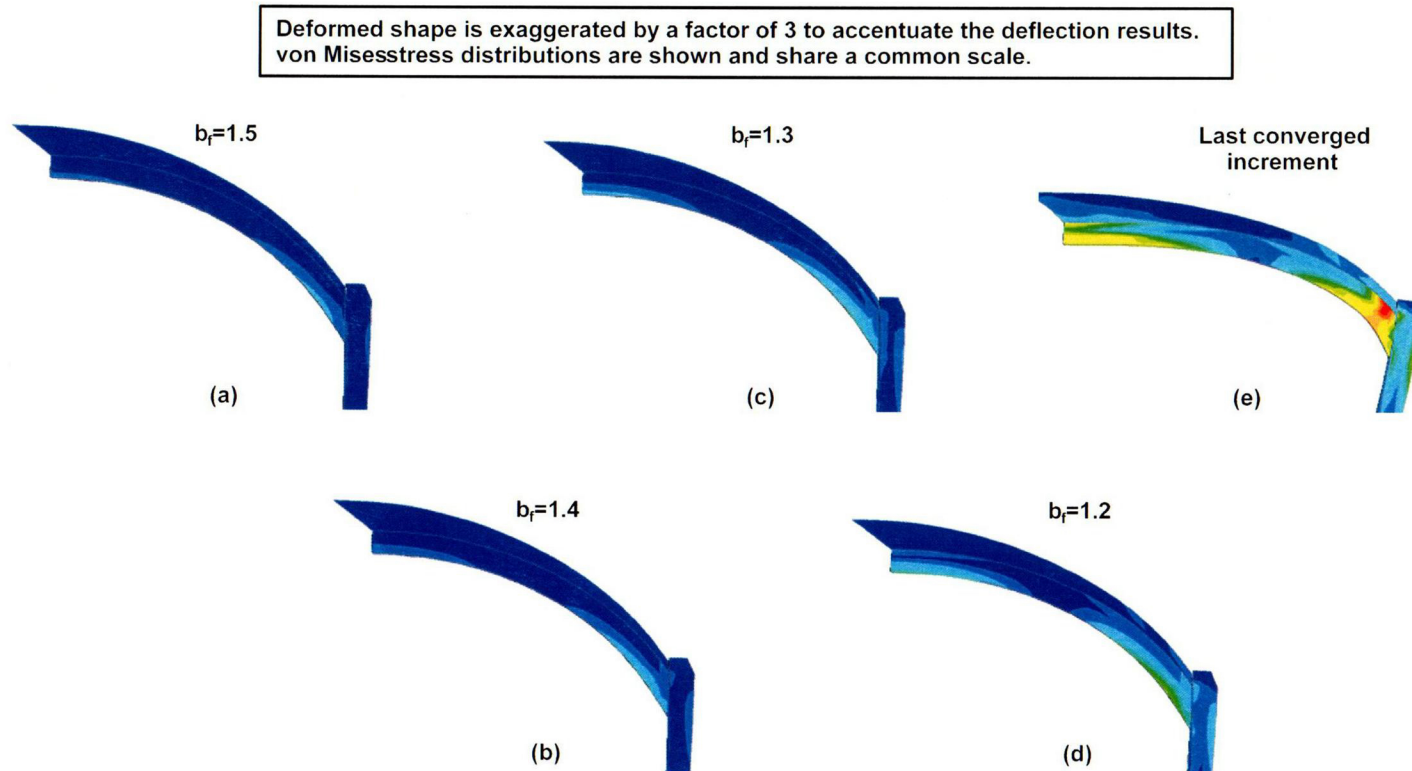 Deformed shape is exaggerated by a factor of 3 to accentuate the deflection results.
von Misesstress distributions are shown and share a common scale.
bf=1.5
bf=1.3
Last converged
increment
(a)
(c)
(e)
bf=1.4
bf=1.2
(b)
(d)